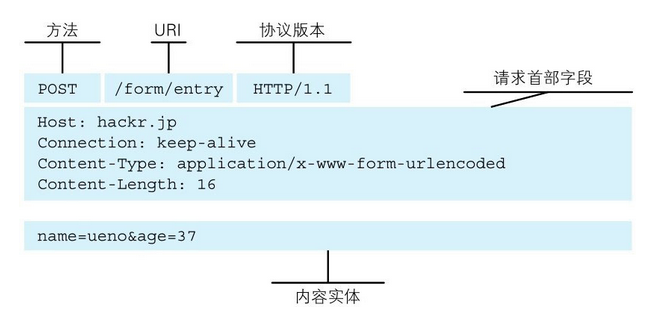 方法 URI 协议版本
请求首部字段
POST /form/entry HTTP/1.1
Host: hackr.jp
Connection: keep-alive
Content-Type: application/x-www-form-urlencoded
Content-Length: 16
name=ueno&age=37
内容实体